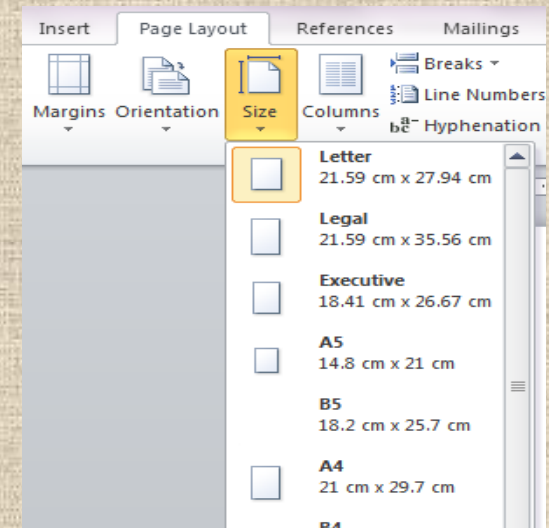 Insert Page Layout References Mailings
Breaks
Line Numbers
Margins Orientation Size Columns
bc a- Hyphenation
Letter
21.59 cm x 27.94 cm
Legal
21.59 cm x 35.56 cm
Executive
18.41 cm x 26.67 cm
A5
14.8 cm x 21 cm
B5
18.2 cm x 25.7 cm
A4
21 cm x 29.7 cm
B4